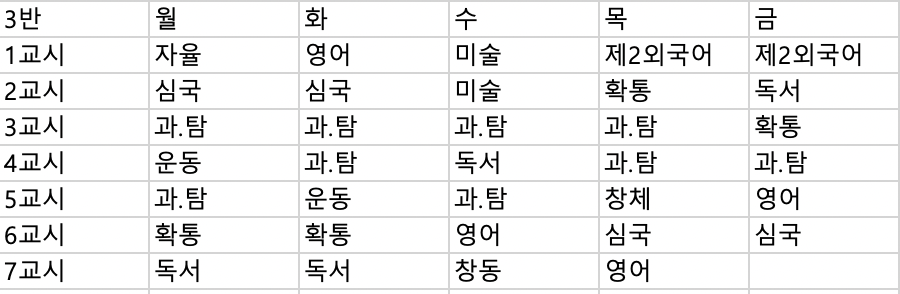 3반 월 화 수 목 금
1교시 자율 영어 미술 제2외국어 제2외국어
2교시 심국 심국 미술 확통 독서
3교시 과.탐 과.탐 과.탐 과.탐 확통
4교시 운동 과.탐 독서 과.탐 과.탐
5교시 과.탐 운동 과.탐 창체 영어
6교시 확통 확통 영어 심국 심국
7교시 독서 독서 창동 영어